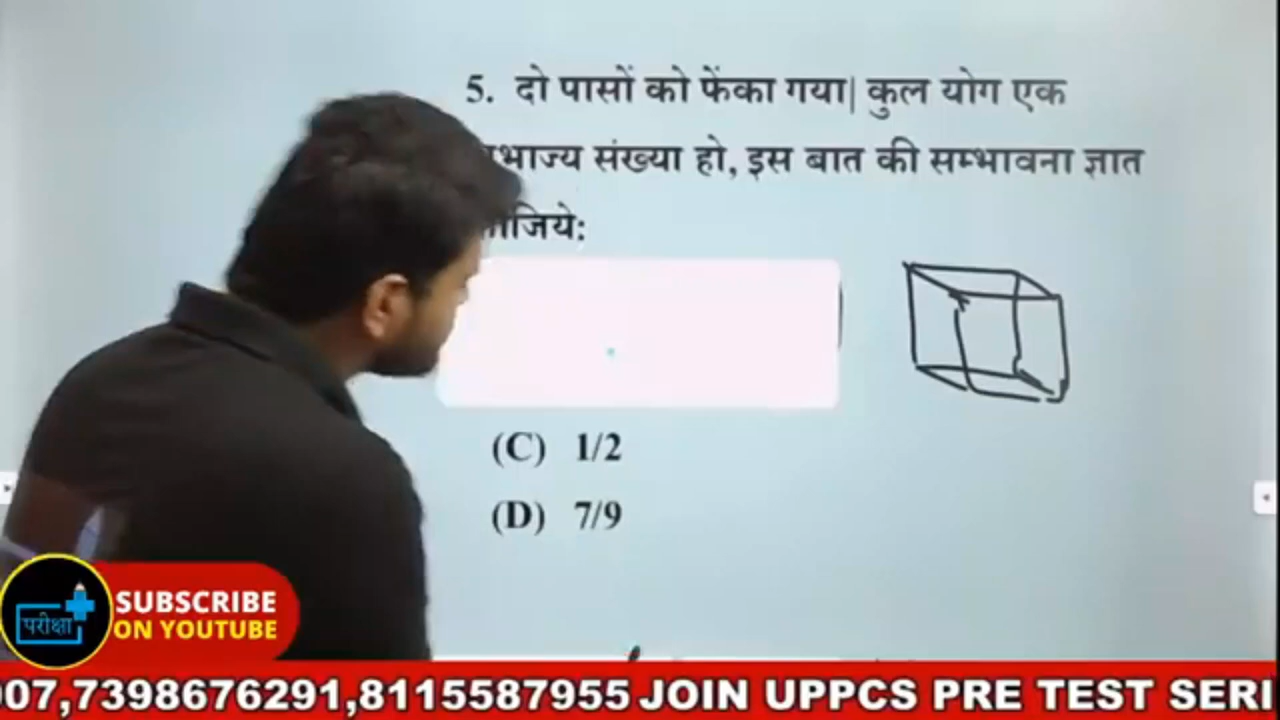 5. दो पासों को फेंका गया| कुल योग एक
संख्या हो, इस बात की सम्भावना ज्ञात
(C) 1/2
(D) 7/9
परीक्षा
SUBSCRIBE
ON YOUTUBE
07,7398676291,8115587955 JOIN UPPCS PRE TEST SERI